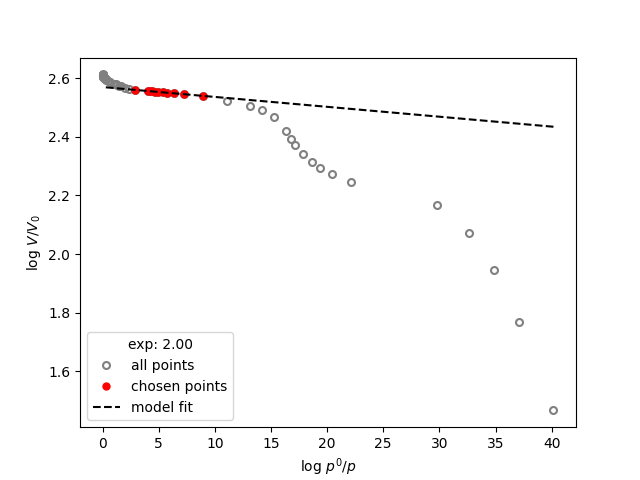 2.6
2.4
2.2
2.0
1.8
1.6
log V/V₀
exp: 2.00
all points
chosen points
model fit
0 5 10 15 20 25 30 35 40
log p⁰/p